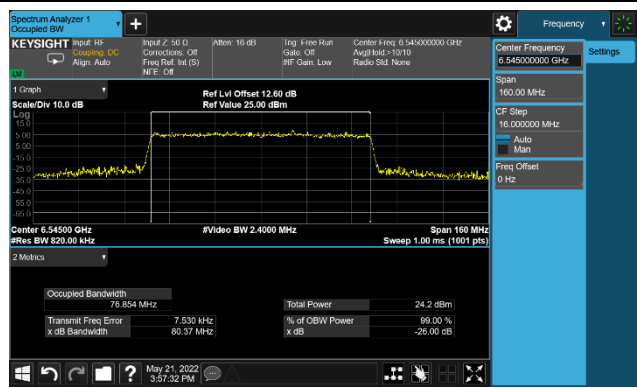 Spectrum Analyzer 1
Occupied BW
Frequency
KEYSIGHT
Input: RF
Coupling: DC
Align: Auto
Input Z: 50 Ω
Corrections: Off
Freq Ref: Int (S)
NFE: Off
Atten: 16 dB
Trig: Free Run
Gate: Off
#IF Gain: Low
Center Freq: 6.545000000 GHz
Avg|Hold:>10/10
Radio Std: None
Center Frequency
6.545000000 GHz
Settings
Span
160.00 MHz
CF Step
16.000000 MHz
Auto
Man
Freq Offset
0 Hz
1 Graph
Scale/Div 10.0 dB
Ref Lvl Offset 12.60 dB
Ref Value 25.00 dBm
Log
15.0
5.00
-5.00
-15.0
-25.0
-35.0
-45.0
-55.0
-65.0
Center 6.54500 GHz
#Res BW 820.00 kHz
#Video BW 2.4000 MHz
Span 160 MHz
Sweep 1.00 ms (1001 pts)
2 Metrics
Occupied Bandwidth
76.854 MHz
Total Power 24.2 dBm
Transmit Freq Error 7.530 kHz
% of OBW Power 99.00 %
x dB Bandwidth 80.37 MHz
x dB -26.00 dB
?
May 21, 2022
3:57:32 PM